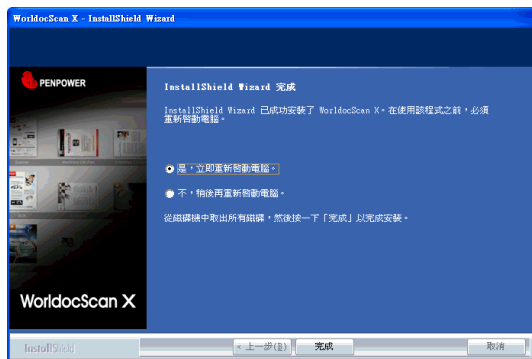 WorldocScan X - InstallShield Wizard
PENPOWER
InstallShield Wizard 完成
InstallShield Wizard 已成功安裝了 WorldocScan X。在使用該程式之前，必須
重新啓動電腦。
是，立即重新啓動電腦。
不，稍後再重新啓動電腦。
從磁碟機中取出所有磁碟，然後按一下「完成」以完成安裝。
WorldocScan X
InstallShield
< 上一步(B)
完成
取消